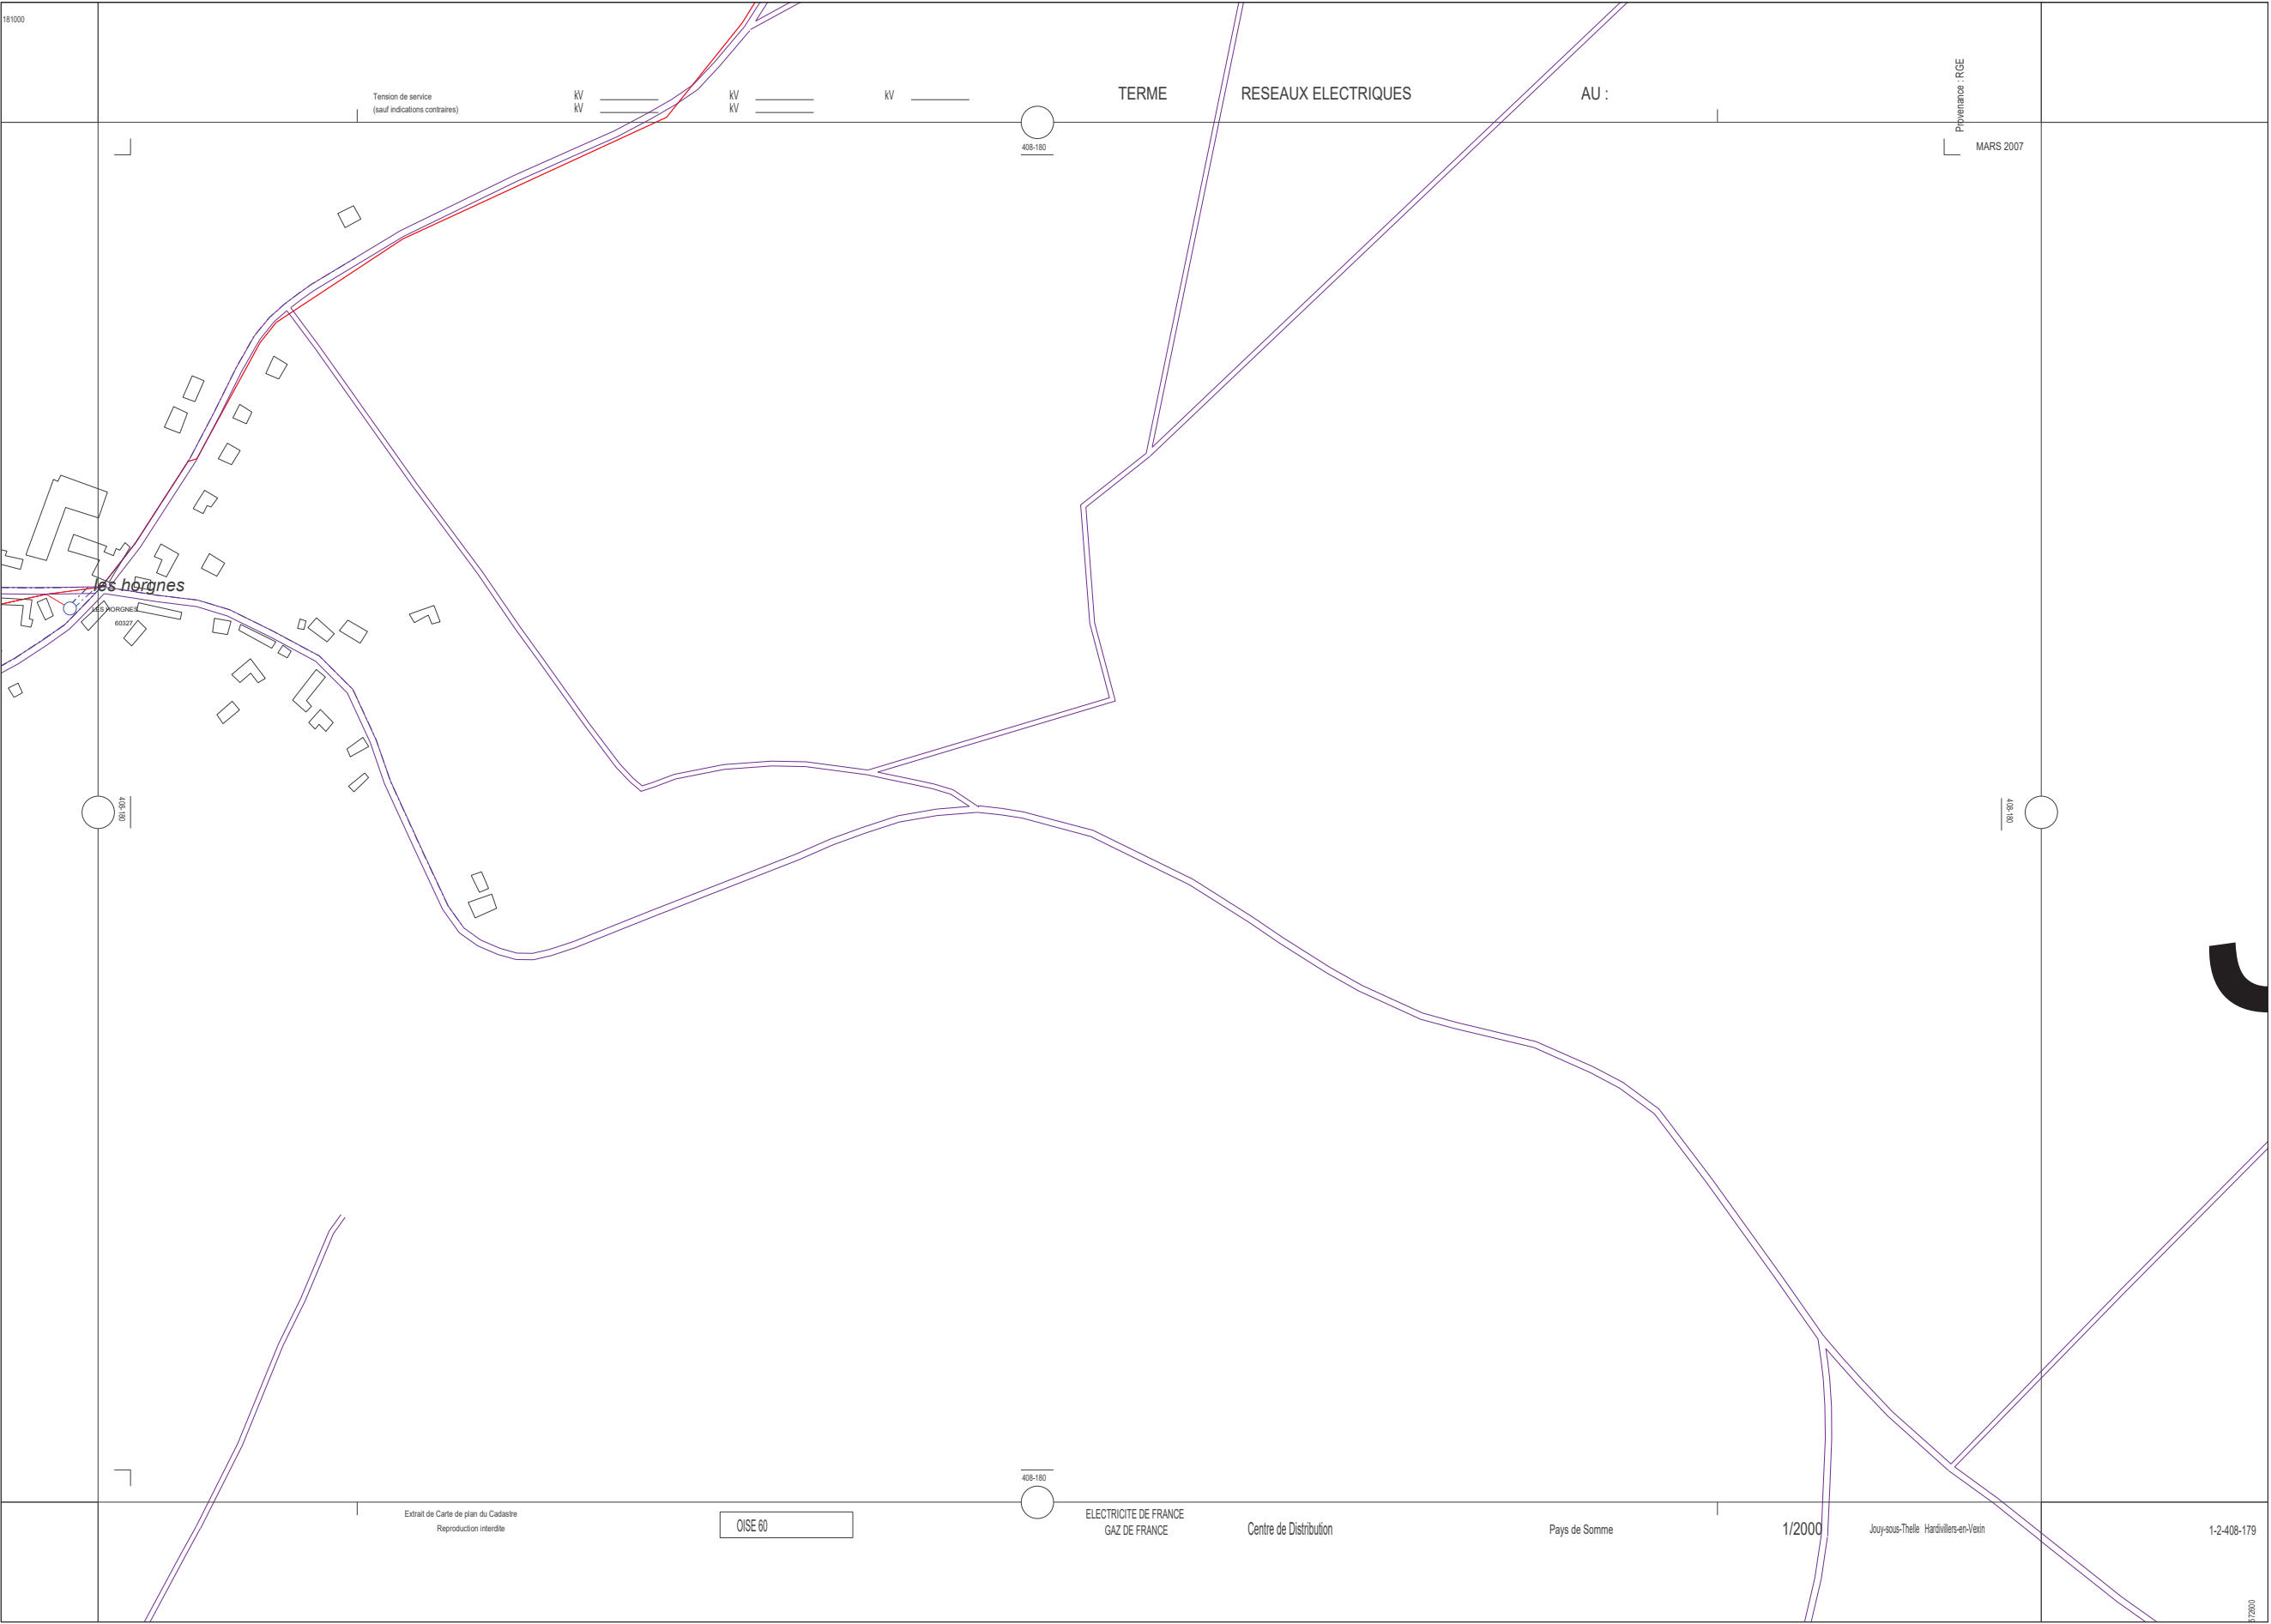 181000
Provenance : RGE
Tension de service
(sauf indications contraires)
kV
kV
kV
kV
kV
TERME RESEAUX ELECTRIQUES AU :
MARS 2007
408-180
les horgnes
LES HORGNES
60327
408-180
408-180
408-180
Extrait de Carte de plan du Cadastre
Reproduction interdite
OISE 60
ELECTRICITE DE FRANCE
GAZ DE FRANCE
Centre de Distribution
Pays de Somme
1/2000
Jouy-sous-Thelle Hardivillers-en-Vexin
1-2-408-179
572600